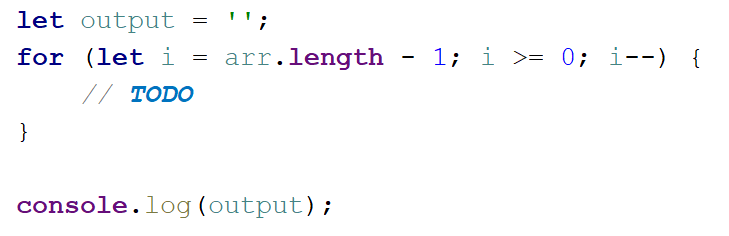 let output = '';
for (let i = arr.length - 1; i >= 0; i--) {
    // TODO
}

console.log(output);